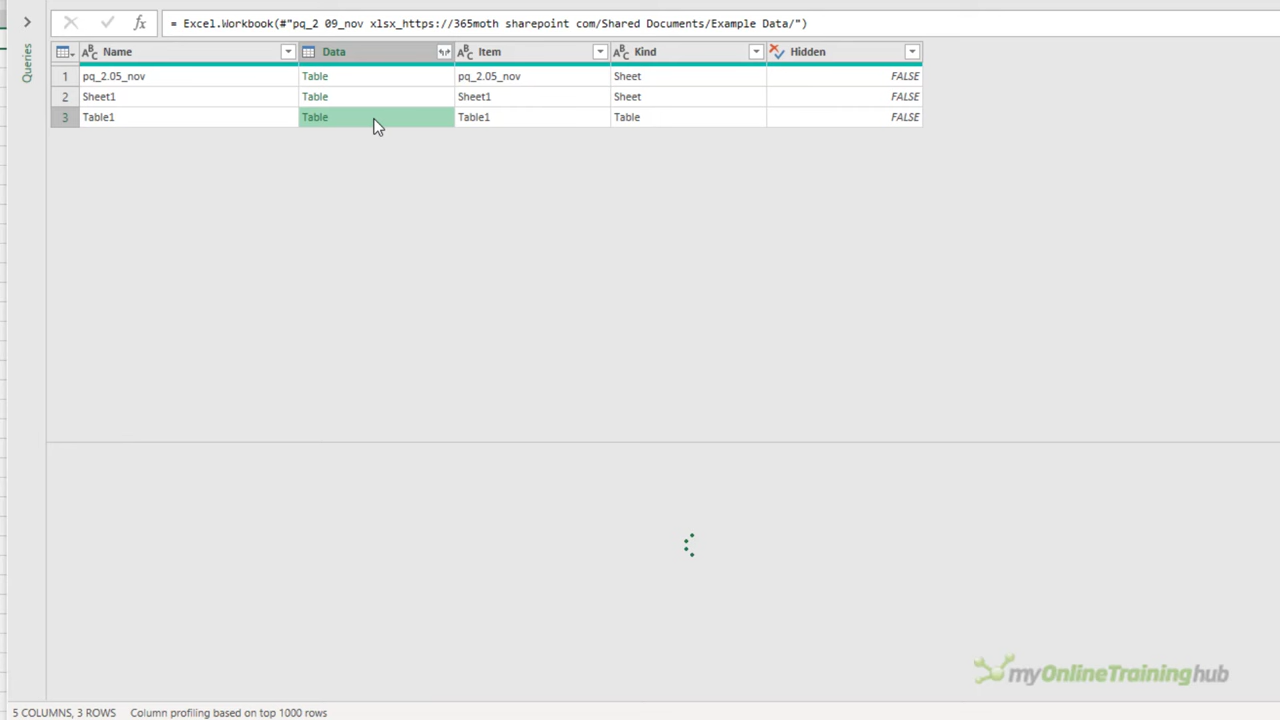 = Excel.Workbook(#"pq_2 09_nov xlsx_https://365moth sharepoint com/Shared Documents/Example Data/")
Queries
Name Data Item Kind Hidden
1 pq_2.05_nov Table pq_2.05_nov Sheet FALSE
2 Sheet1 Table Sheet1 Sheet FALSE
3 Table1 Table Table1 Table FALSE
myOnlineTraininghub
5 COLUMNS, 3 ROWS Column profiling based on top 1000 rows